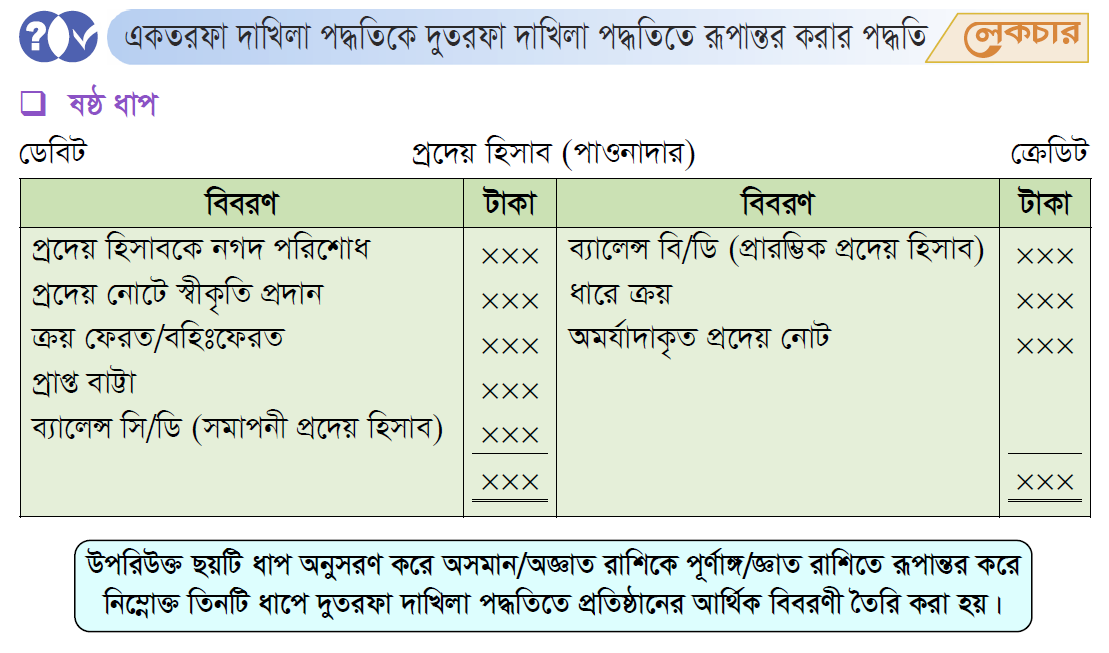 একতরফা দাখিলা পদ্ধতিকে দুতরফা দাখিলা পদ্ধতিতে রূপান্তর করার পদ্ধতি লেকচার
❑ ষষ্ঠ ধাপ
ডেবিট প্রদেয় হিসাব (পাওনাদার) ক্রেডিট
বিবরণ টাকা বিবরণ টাকা
প্রদেয় হিসাবকে নগদ পরিশোধ ××× ব্যালেন্স বি/ডি (প্রারম্ভিক প্রদেয় হিসাব) ×××
প্রদেয় নোটে স্বীকৃতি প্রদান ××× ধারে ক্রয় ×××
ক্রয় ফেরত/বহিঃফেরত ××× অমর্যাদাকৃত প্রদেয় নোট ×××
প্রাপ্ত বাট্টা ×××
ব্যালেন্স সি/ডি (সমাপনী প্রদেয় হিসাব) ×××
××× ×××
উপরিউক্ত ছয়টি ধাপ অনুসরণ করে অসমান/অজ্ঞাত রাশিকে পূর্ণাঙ্গ/জ্ঞাত রাশিতে রূপান্তর করে
নিম্নোক্ত তিনটি ধাপে দুতরফা দাখিলা পদ্ধতিতে প্রতিষ্ঠানের আর্থিক বিবরণী তৈরি করা হয়।